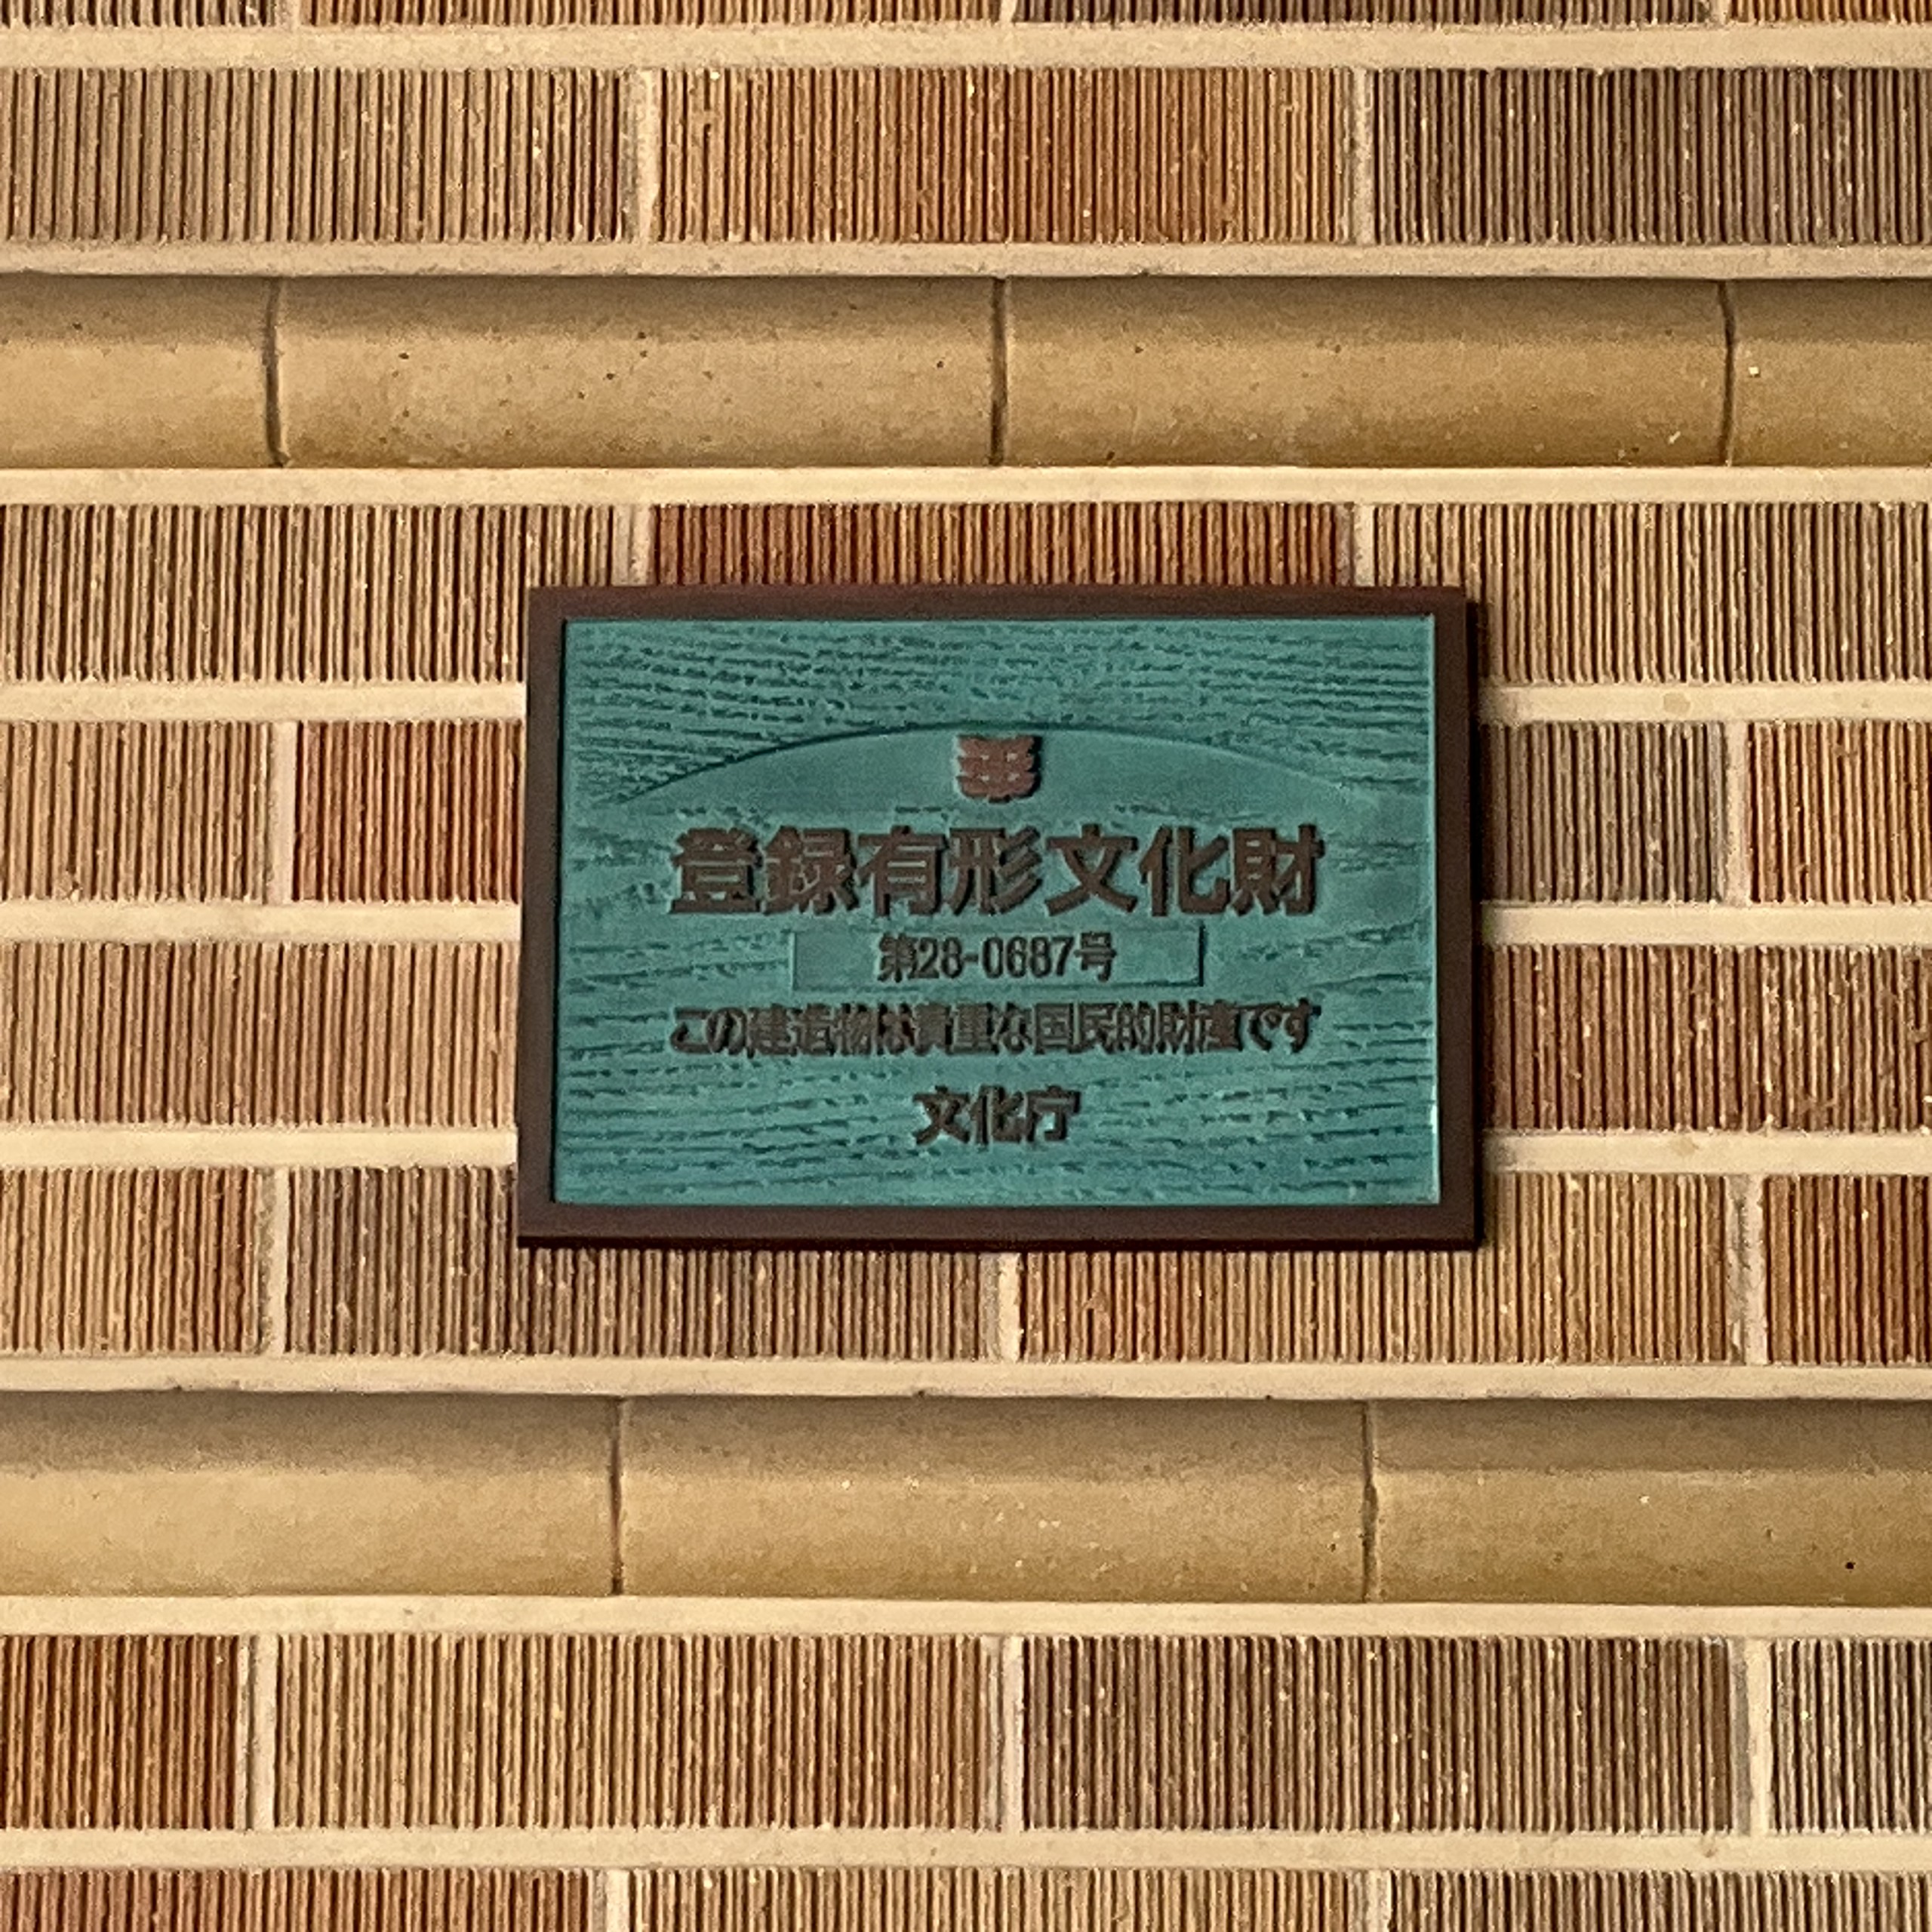 登録有形文化財
第28-0687号
この建造物は貴重な国民的財産です
文化庁